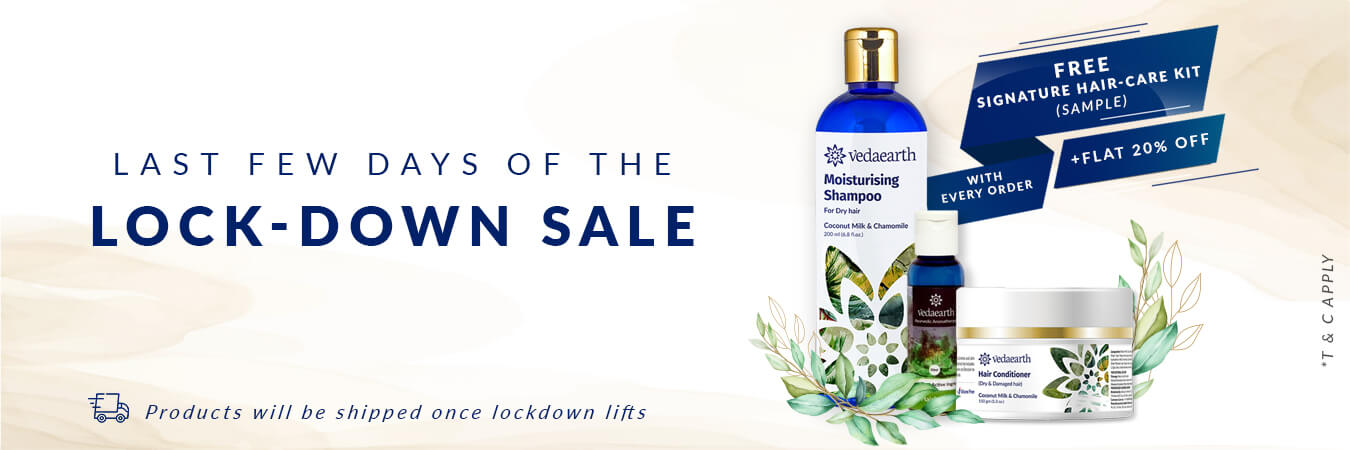 LAST FEW DAYS OF THE
LOCK-DOWN SALE
Products will be shipped once lockdown lifts
FREE
SIGNATURE HAIR-CARE KIT
(SAMPLE)
WITH
EVERY ORDER
+FLAT 20% OFF
*T & C APPLY
vedaearth
Moisturising
Shampoo
For Dry hair
Coconut Milk & Chamomile
200 ml (6.8 fl.oz.)
vedaearth
vedaearth
Hair Conditioner
(Dry & Damaged hair)
Coconut Milk & Chamomile